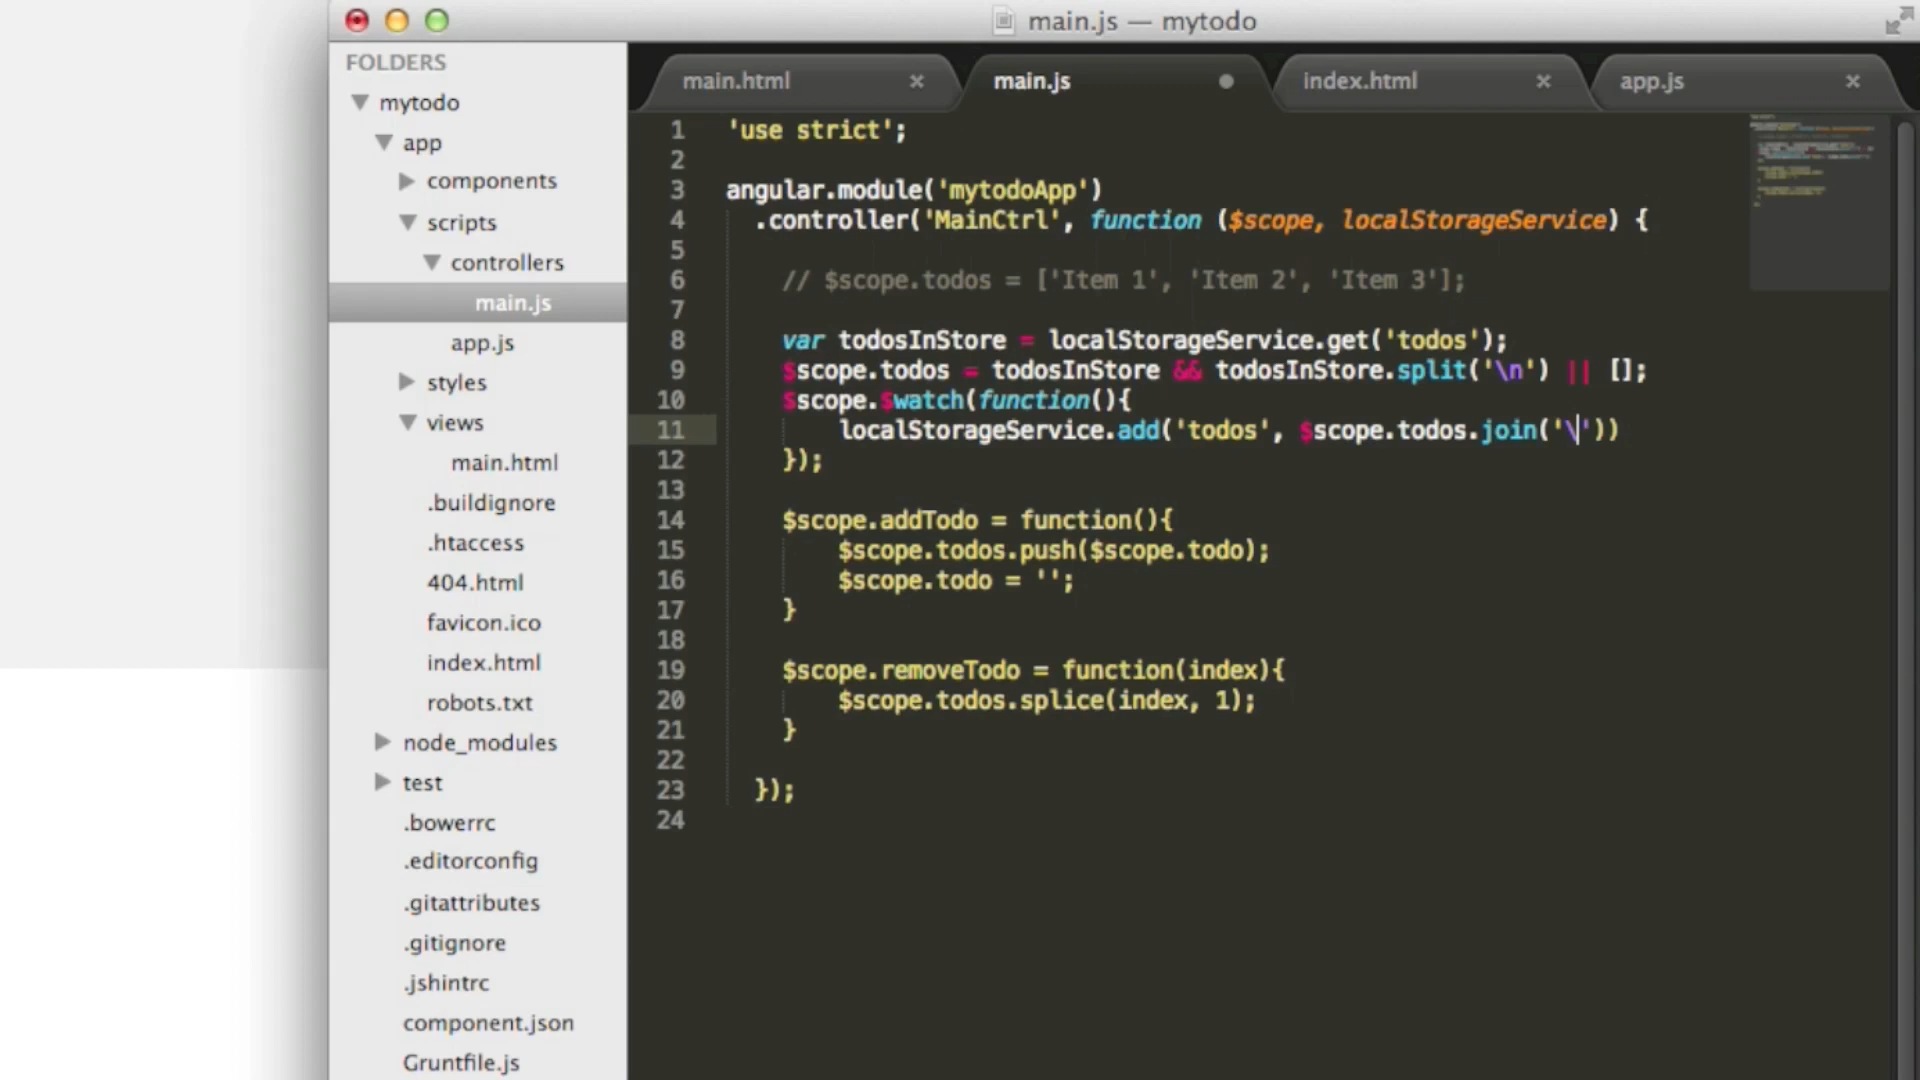 main.js — mytodo
FOLDERS
mytodo
app
components
scripts
controllers
main.js
app.js
styles
views
main.html
.buildignore
.htaccess
404.html
favicon.ico
index.html
robots.txt
node_modules
test
.bowerrc
.editorconfig
.gitattributes
.gitignore
.jshintrc
component.json
Gruntfile.js
main.html
main.js
index.html
app.js
1 'use strict';
2
3 angular.module('mytodoApp')
4 .controller('MainCtrl', function ($scope, localStorageService) {
5
6 // $scope.todos = ['Item 1', 'Item 2', 'Item 3'];
7
8 var todosInStore = localStorageService.get('todos');
9 $scope.todos = todosInStore && todosInStore.split('\n') || [];
10 $scope.$watch(function(){
11 localStorageService.add('todos', $scope.todos.join('\'))
12 });
13
14 $scope.addTodo = function(){
15 $scope.todos.push($scope.todo);
16 $scope.todo = '';
17 }
18
19 $scope.removeTodo = function(index){
20 $scope.todos.splice(index, 1);
21 }
22
23 });
24